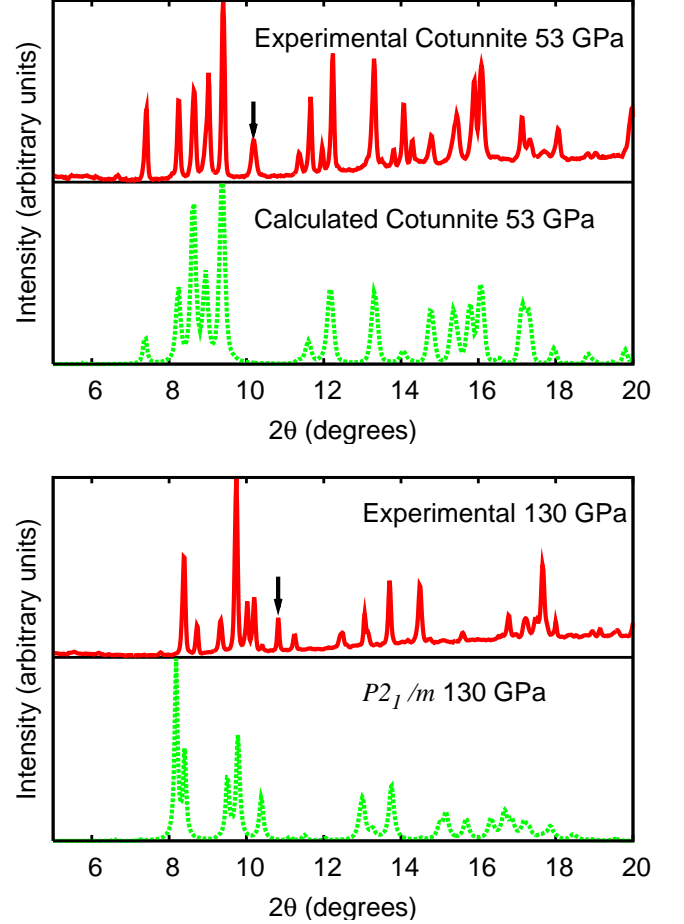 Experimental Cotunnite 53 GPa
Intensity (arbitrary units)
Calculated Cotunnite 53 GPa
6 8 10 12 14 16 18 20
2θ (degrees)
Experimental 130 GPa
Intensity (arbitrary units)
P2₁/m 130 GPa
6 8 10 12 14 16 18 20
2θ (degrees)